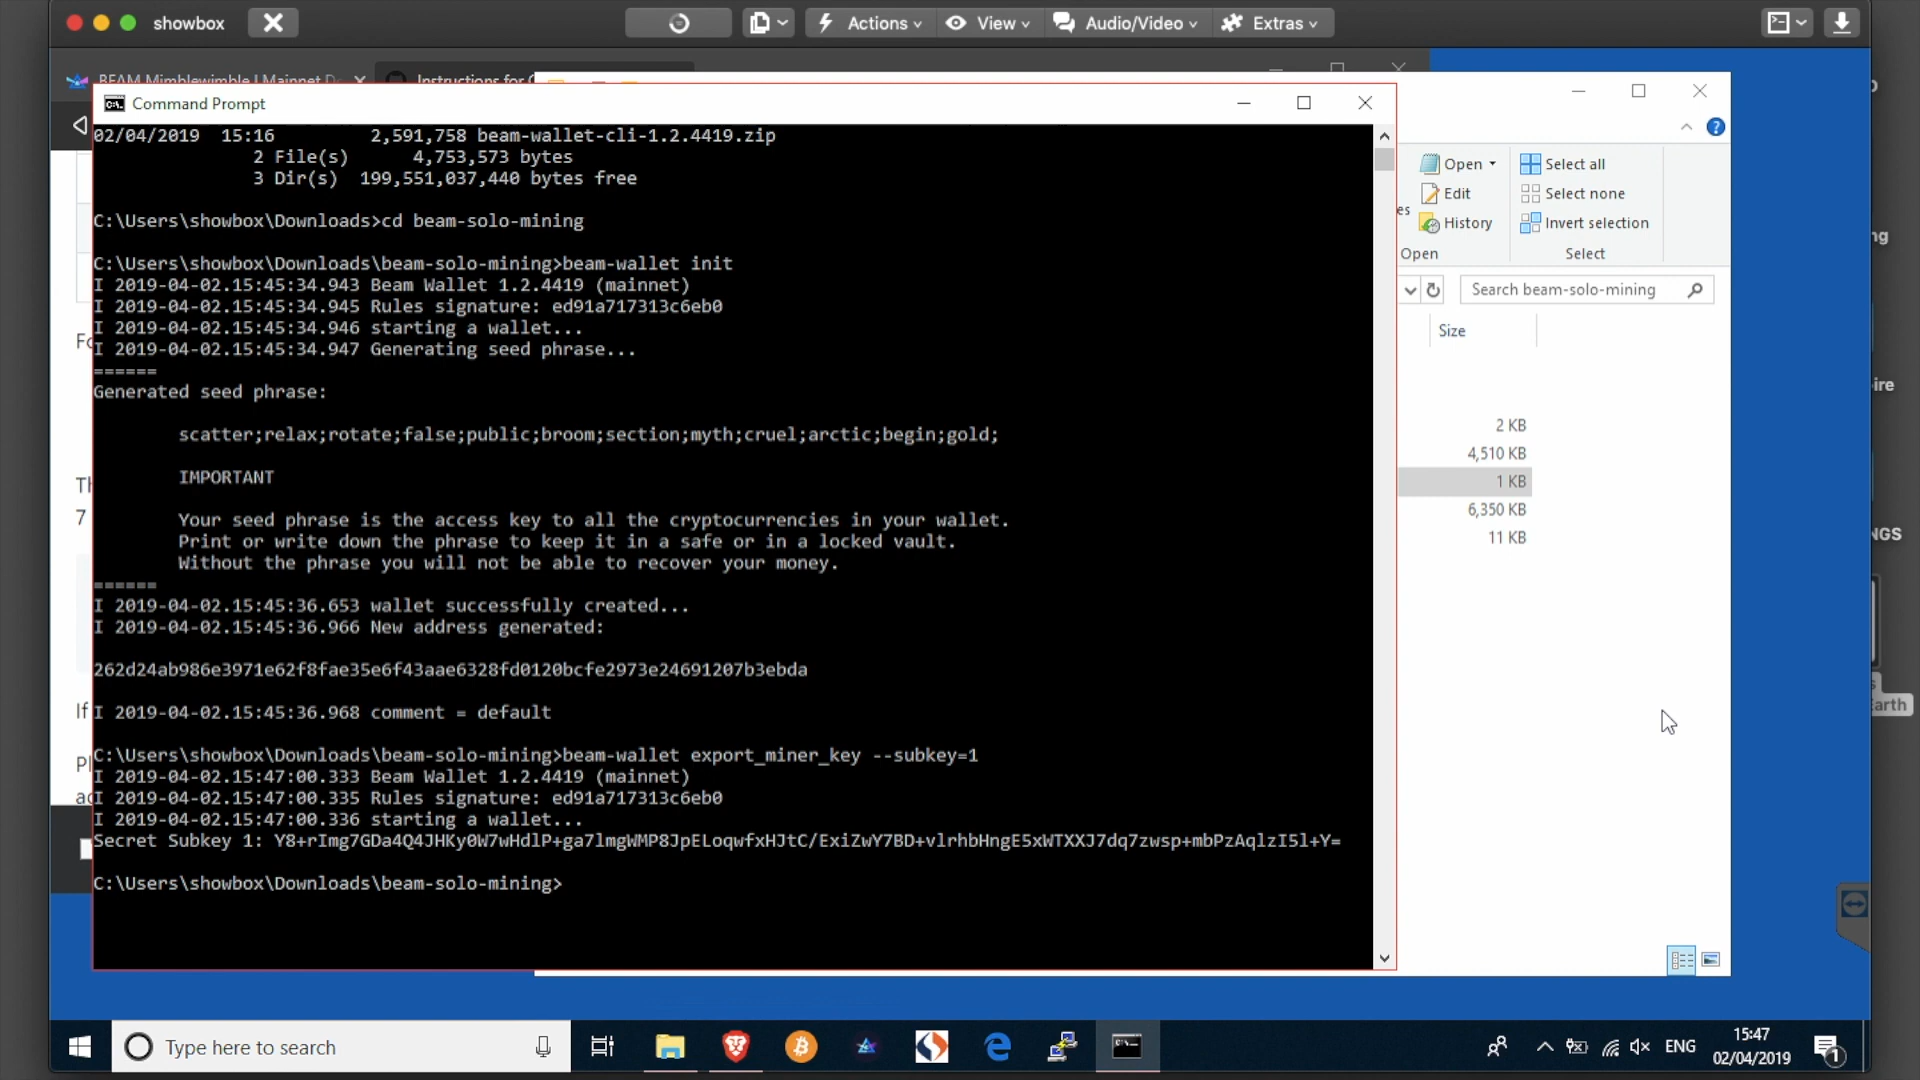 showbox
Actions
View
Audio/Video
Extras
BEAM Mimblewimble | Mainnet D
Instructions for
Command Prompt
02/04/2019 15:16 2,591,758 beam-wallet-cli-1.2.4419.zip
2 File(s) 4,753,573 bytes
3 Dir(s) 199,551,037,440 bytes free
C:\Users\showbox\Downloads>cd beam-solo-mining
C:\Users\showbox\Downloads\beam-solo-mining>beam-wallet init
I 2019-04-02.15:45:34.943 Beam Wallet 1.2.4419 (mainnet)
I 2019-04-02.15:45:34.945 Rules signature: ed91a717313c6eb0
I 2019-04-02.15:45:34.946 starting a wallet...
I 2019-04-02.15:45:34.947 Generating seed phrase...
======
Generated seed phrase:
scatter;relax;rotate;false;public;broom;section;myth;cruel;arctic;begin;gold;
IMPORTANT
Your seed phrase is the access key to all the cryptocurrencies in your wallet.
Print or write down the phrase to keep it in a safe or in a locked vault.
Without the phrase you will not be able to recover your money.
======
I 2019-04-02.15:45:36.653 wallet successfully created...
I 2019-04-02.15:45:36.966 New address generated:
262d24ab986e3971e62f8fae35e6f43aae6328fd0120bcfe2973e24691207b3ebda
I 2019-04-02.15:45:36.968 comment = default
C:\Users\showbox\Downloads\beam-solo-mining>beam-wallet export_miner_key --subkey=1
I 2019-04-02.15:47:00.333 Beam Wallet 1.2.4419 (mainnet)
I 2019-04-02.15:47:00.335 Rules signature: ed91a717313c6eb0
I 2019-04-02.15:47:00.336 starting a wallet...
Secret Subkey 1: Y8+rImg7GDa4Q4JHKy0W7wHdlP+ga7lmgWMP8JpELoqwfxHJtC/ExiZwY7BD+vlrhbHngE5xWTXXJ7dq7zwsp+mbPzAqlzI5l+Y=
C:\Users\showbox\Downloads\beam-solo-mining>
Open
Edit
History
Open
Select all
Select none
Invert selection
Select
Search beam-solo-mining
Size
2 KB
4,510 KB
1 KB
6,350 KB
11 KB
7
If
ire
earth
Type here to search
ENG
15:47
02/04/2019
1